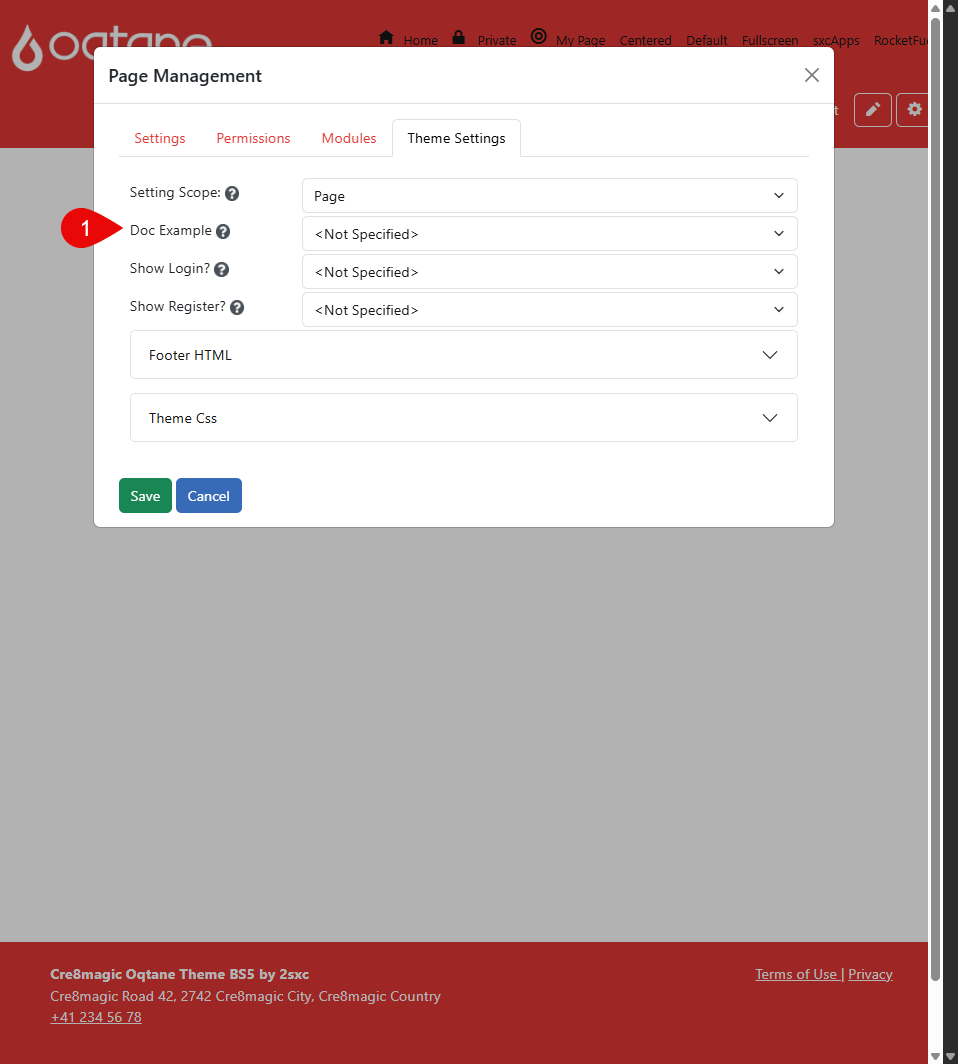 oqtane
Home Private My Page Centered Default Fullscreen sxcApps
Page Management
Settings Permissions Modules Theme Settings
Setting Scope: ? Page
1 Doc Example ? <Not Specified>
Show Login? ? <Not Specified>
Show Register? ? <Not Specified>
Footer HTML
Theme Css
Save Cancel
Cre8magic Oqtane Theme BS5 by 2sxc
Terms of Use | Privacy
Cre8magic Road 42, 2742 Cre8magic City, Cre8magic Country
+41 234 56 78